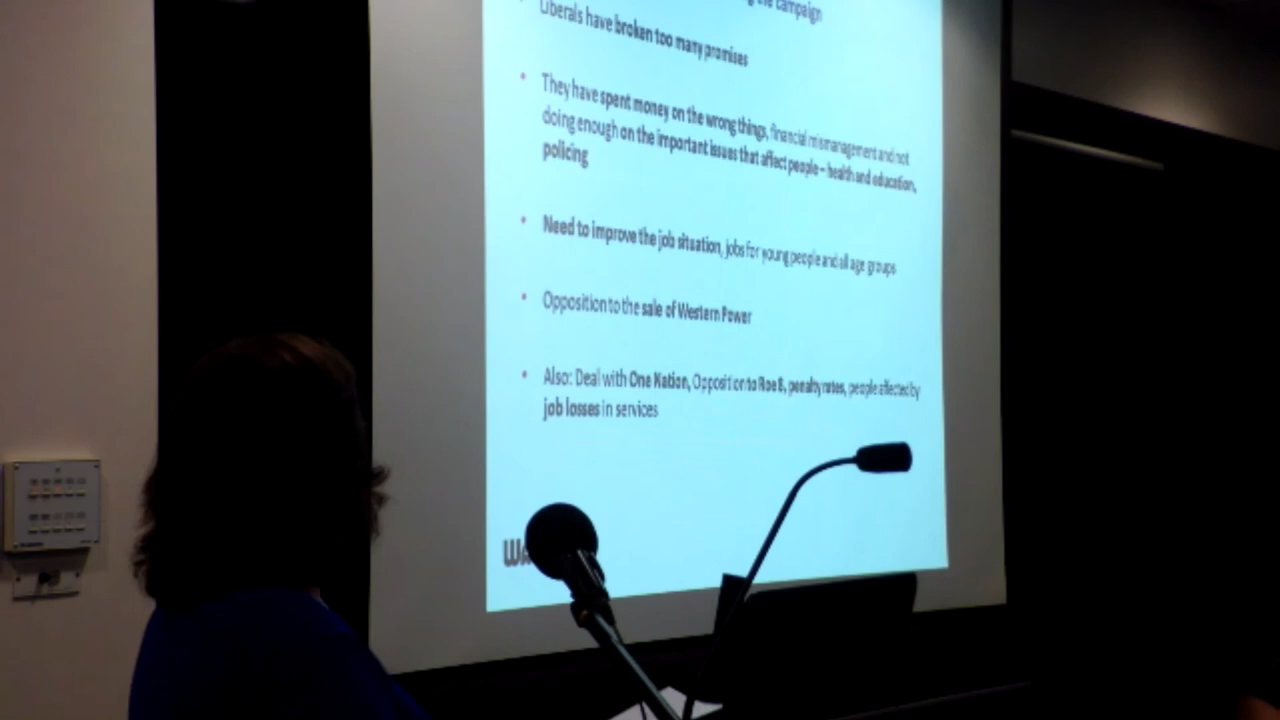 the campaign
Liberals have broken too many promises
They have spent money on the wrong things, financial mismanagement and not
doing enough on the important issues that affect people – health and education,
policing
Need to improve the job situation, jobs for young people and all age groups
Opposition to the sale of Western Power
Also: Deal with One Nation, Opposition to Roe 8, penalty rates, people affected by
job losses in services